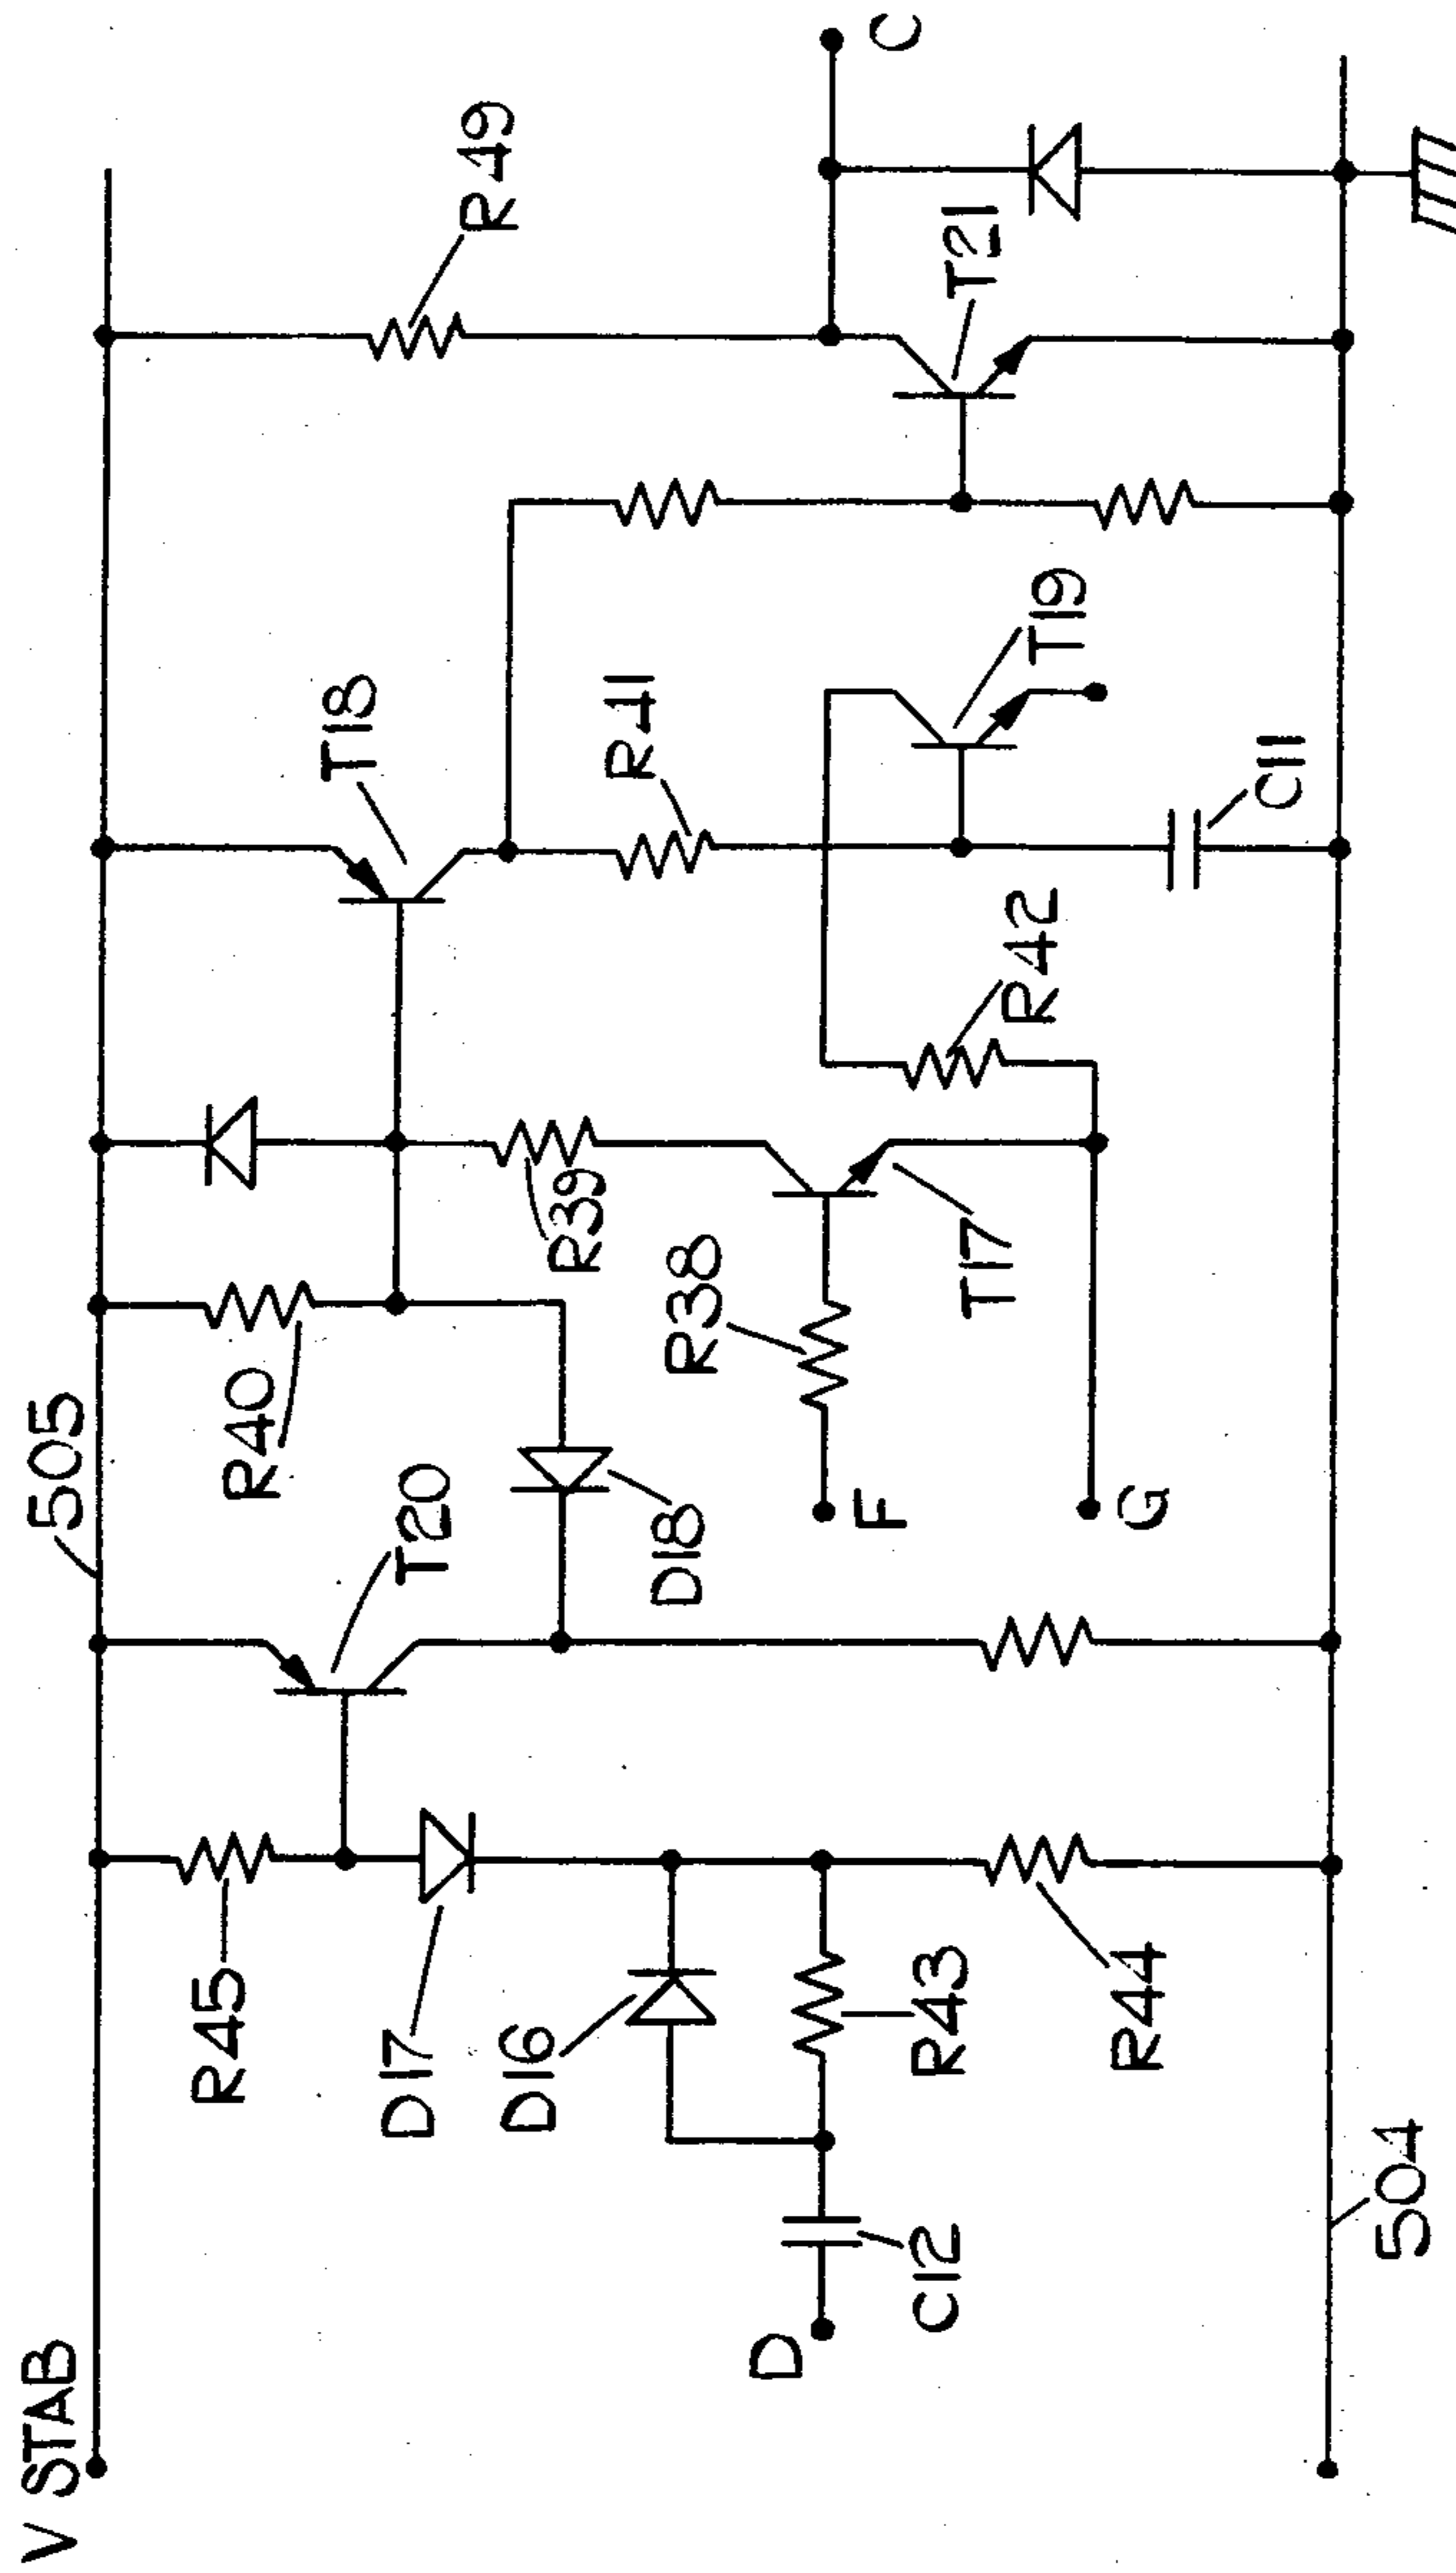 V STAB
505
R45
T20
R40
T18
R49
D17
D16
D18
R39
R38
R41
D
C12
R43
F
T17
R42
T19
T21
C
R44
G
C11
504